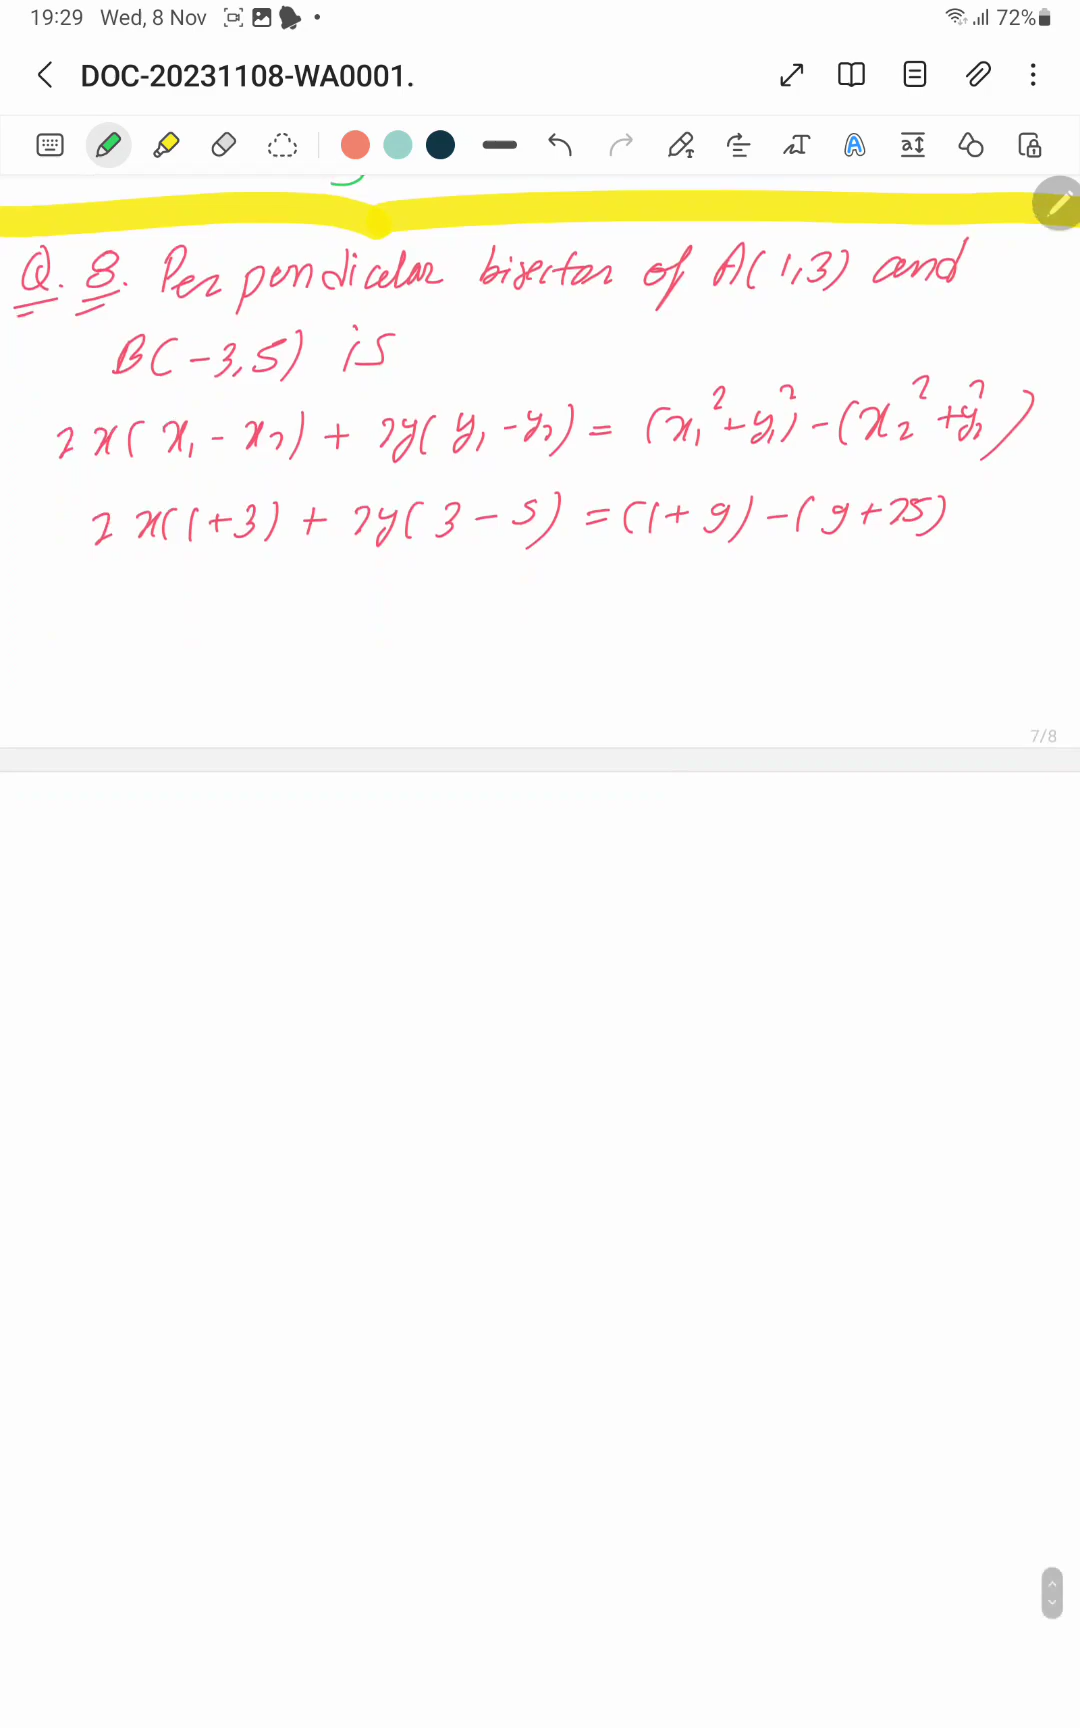 19:29 Wed, 8 Nov 72%
DOC-20231108-WA0001.
Q. 8. Perpendicular bisector of A(1,3) and
B(-3,5) is
2x(x₁ - x₂) + 2y(y₁ - y₂) = (x₁² + y₁²) - (x₂² + y₂²)
2x(1+3) + 2y(3-5) = (1+9) - (9+25)
7/8